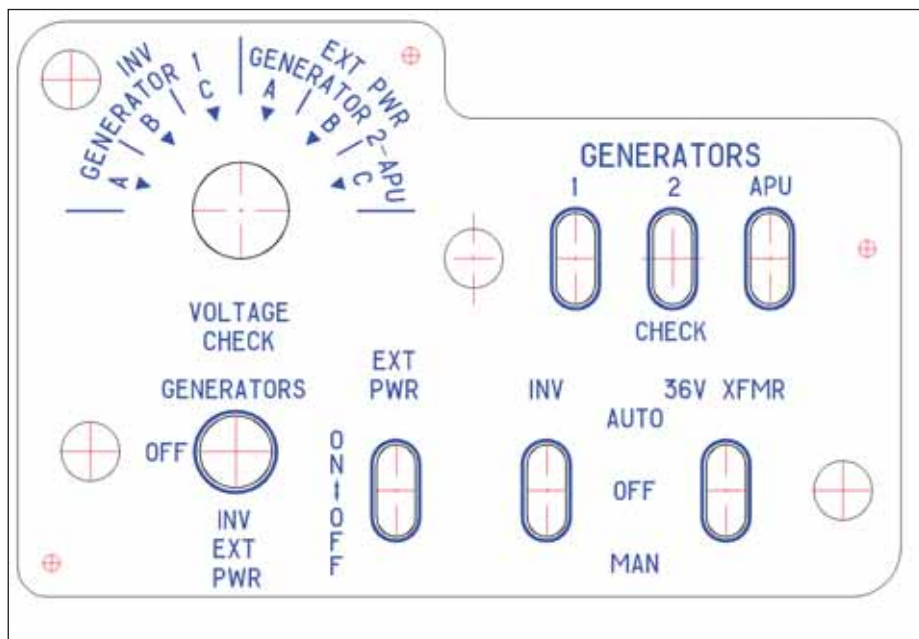 INV
GENERATOR 1
A B C
EXT PWR
GENERATOR 2-APU
A B C
GENERATORS
1 2 APU
CHECK
VOLTAGE
CHECK
GENERATORS
OFF
INV
EXT
PWR
EXT
PWR
ON↕OFF
INV
36V XFMR
AUTO
OFF
MAN